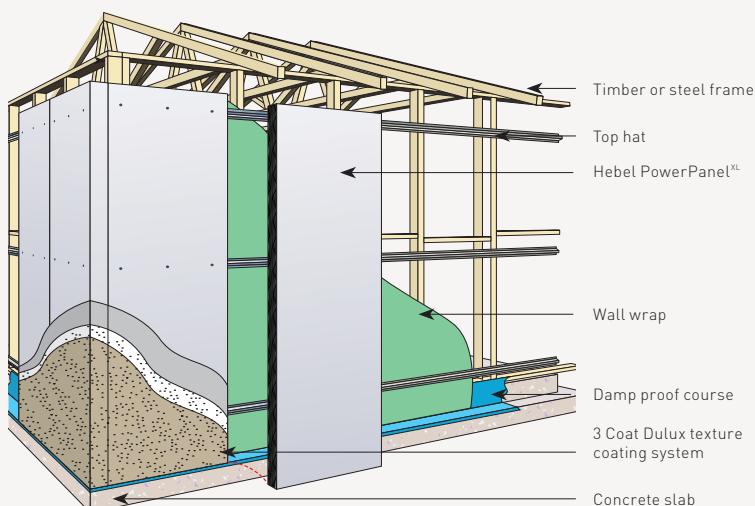 Timber or steel frame
Top hat
Hebel PowerPanelXL
Wall wrap
Damp proof course
3 Coat Dulux texture
coating system
Concrete slab